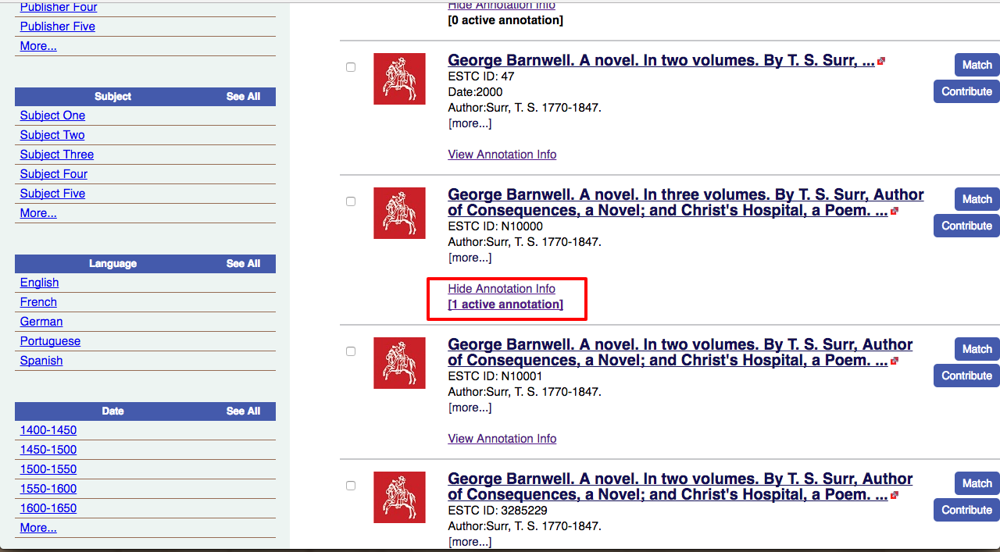 Publisher Four
Publisher Five
More...
Subject See All
Subject One
Subject Two
Subject Three
Subject Four
Subject Five
More...
Language See All
English
French
German
Portuguese
Spanish
Date See All
1400-1450
1450-1500
1500-1550
1550-1600
1600-1650
More...
Hide Annotation Info
[0 active annotation]
George Barnwell. A novel. In two volumes. By T. S. Surr, ...
ESTC ID: 47
Date:2000
Author:Surr, T. S. 1770-1847.
[more...]
View Annotation Info
Match
Contribute
George Barnwell. A novel. In three volumes. By T. S. Surr, Author
of Consequences, a Novel; and Christ's Hospital, a Poem. ...
ESTC ID: N10000
Author:Surr, T. S. 1770-1847.
[more...]
Hide Annotation Info
[1 active annotation]
Match
Contribute
George Barnwell. A novel. In two volumes. By T. S. Surr, Author
of Consequences, a Novel; and Christ's Hospital, a Poem. ...
ESTC ID: N10001
Author:Surr, T. S. 1770-1847.
[more...]
View Annotation Info
Match
Contribute
George Barnwell. A novel. In two volumes. By T. S. Surr, Author
of Consequences, a Novel; and Christ's Hospital, a Poem. ...
ESTC ID: 3285229
Author:Surr, T. S. 1770-1847.
[more...]
Match
Contribute